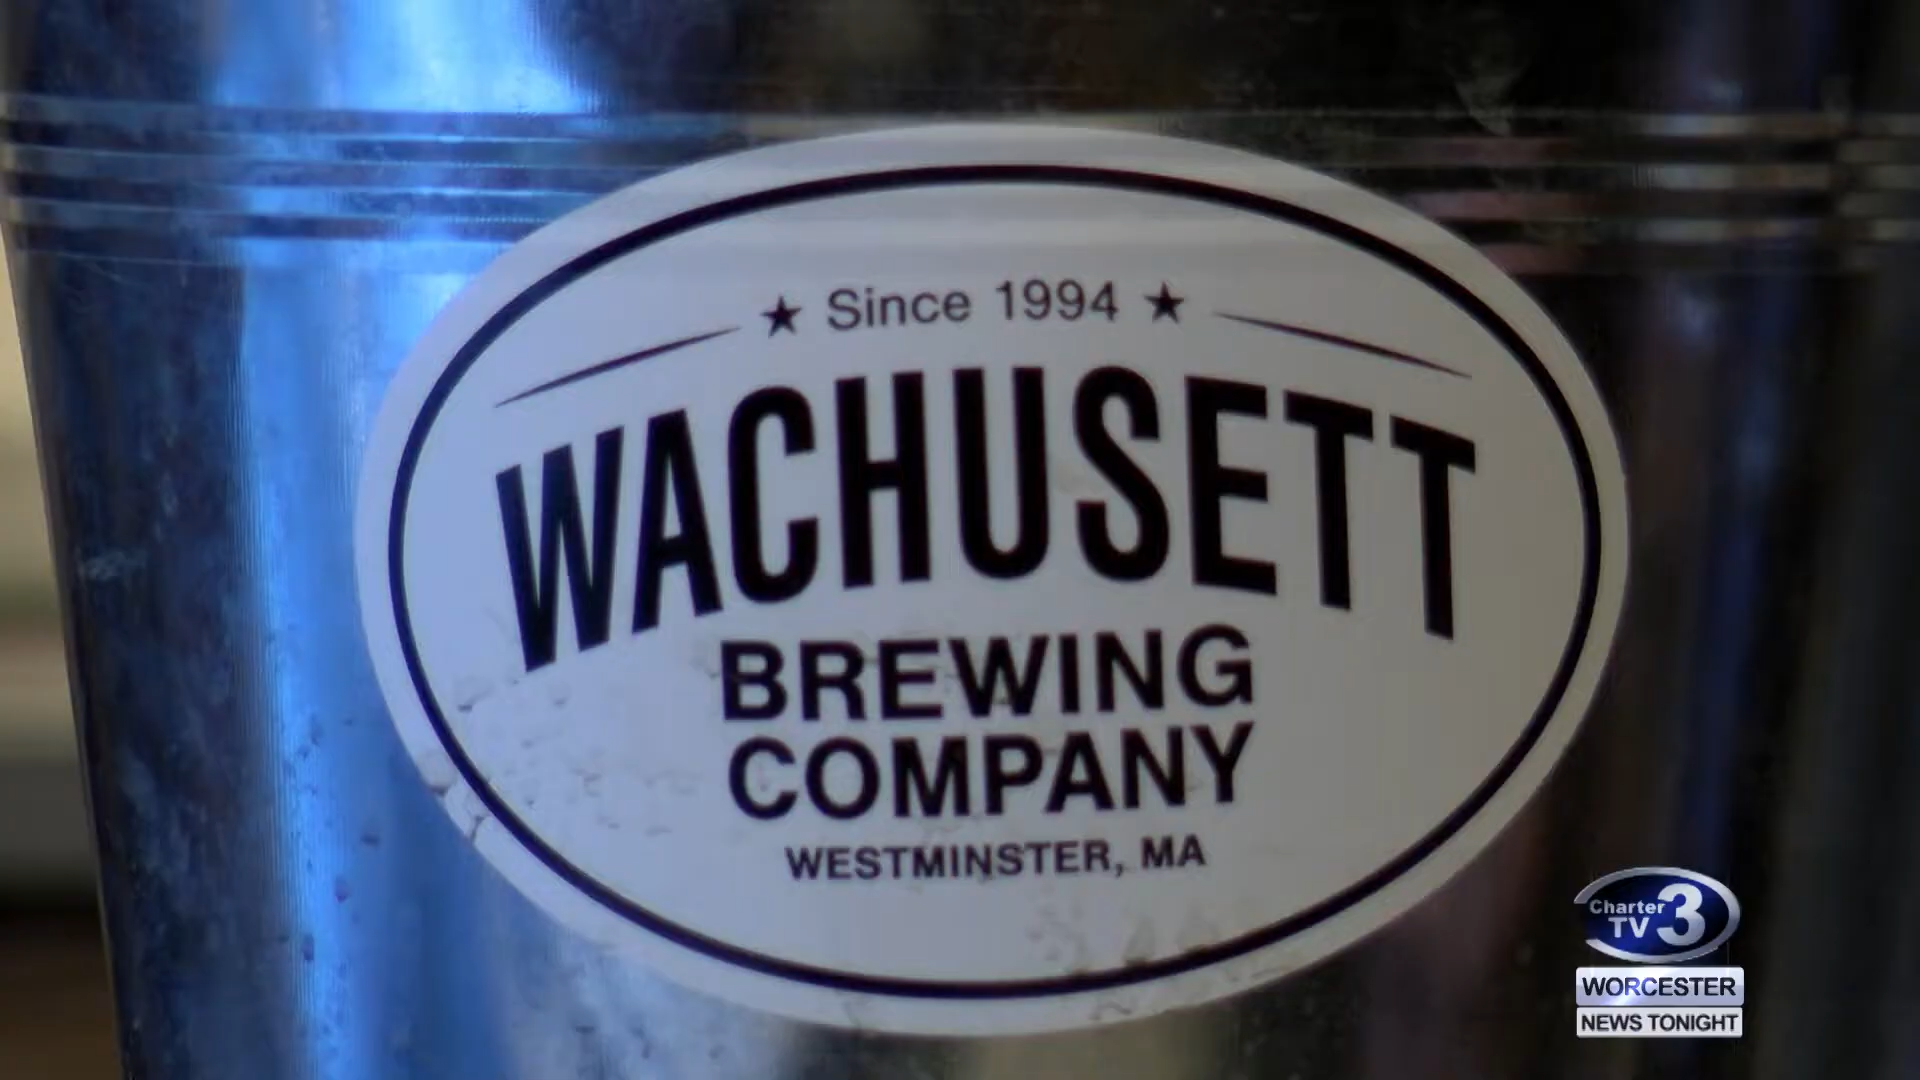 ★ Since 1994 ★
WACHUSETT
BREWING
COMPANY
WESTMINSTER, MA
Charter
TV 3
WORCESTER
NEWS TONIGHT